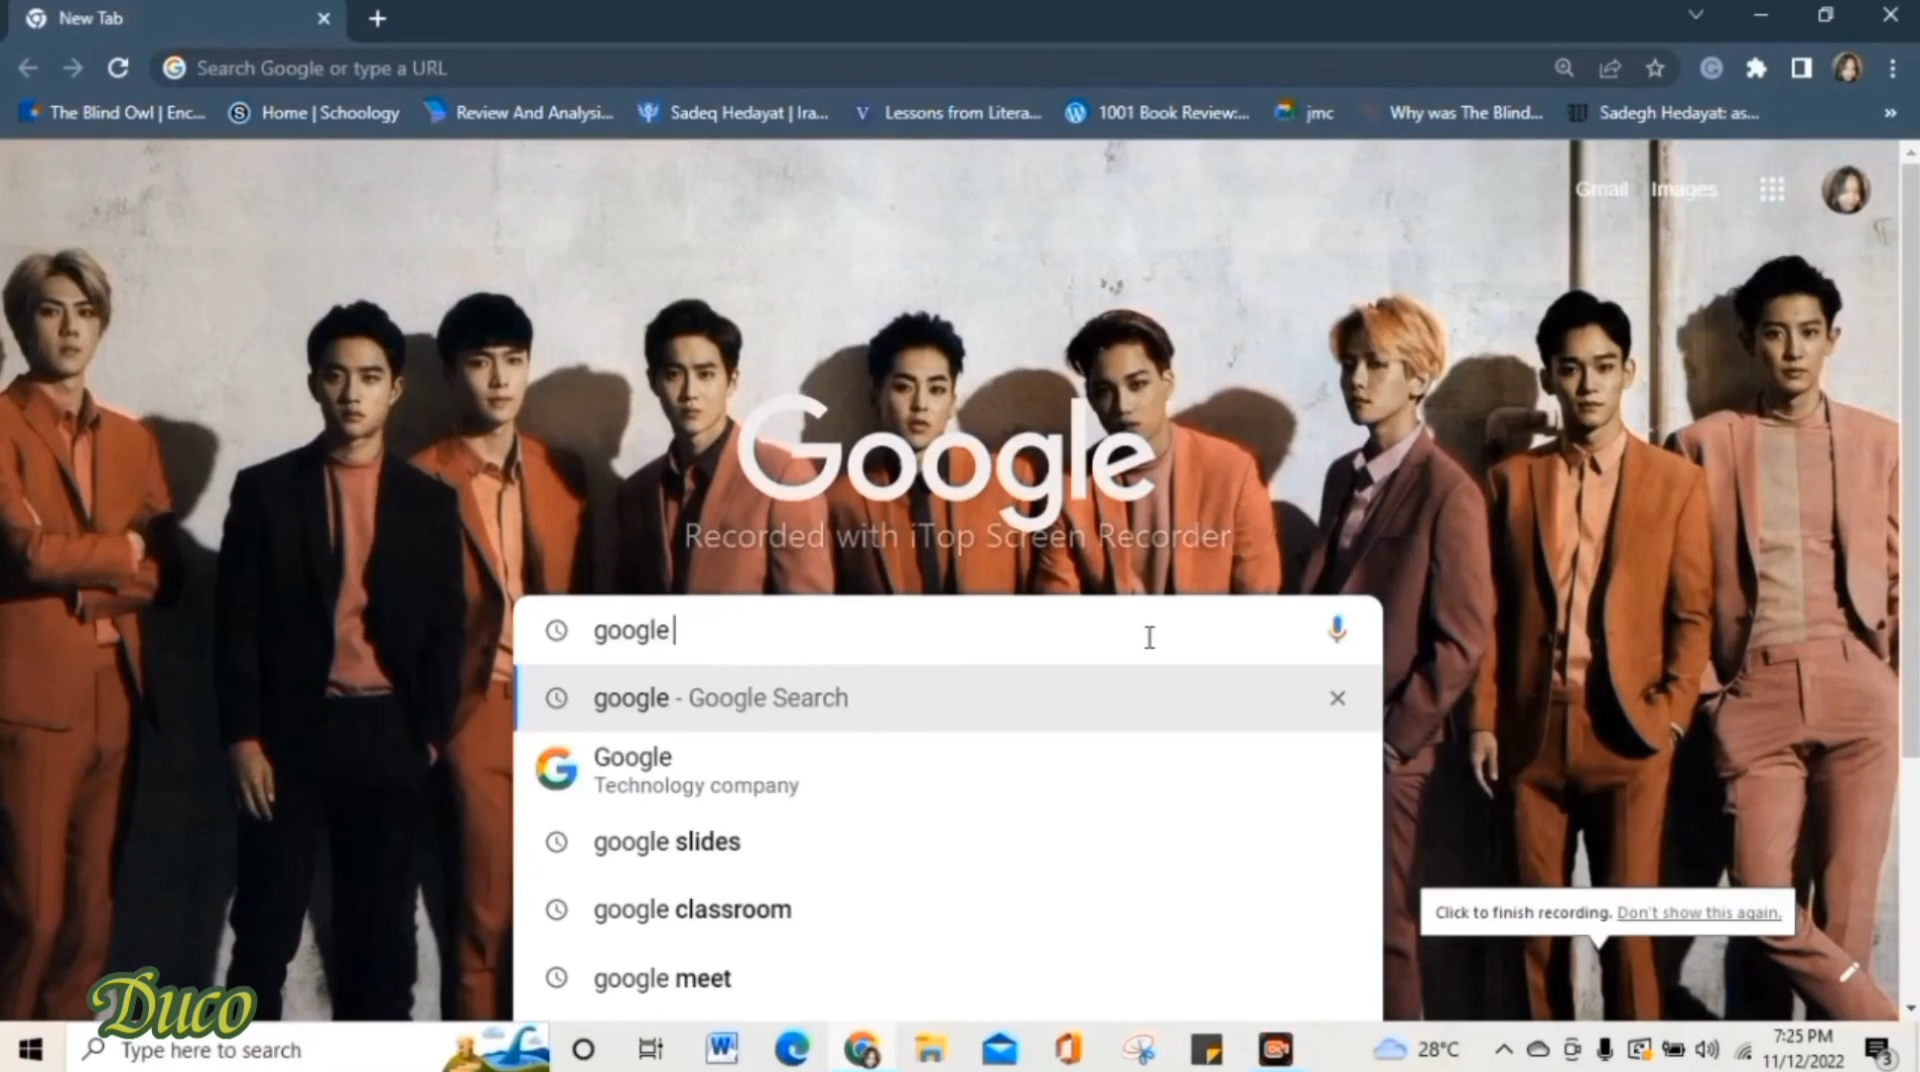 New Tab
Search Google or type a URL
The Blind Owl | Enc...
Home | Schoology
Review And Analysi...
Sadeq Hedayat | Ira...
Lessons from Litera...
1001 Book Review:...
jmc
Why was The Blind...
Sadegh Hedayat: as...
Gmail Images
Google
Recorded with iTop Screen Recorder
google
google - Google Search
Google
Technology company
google slides
google classroom
google meet
Click to finish recording. Don't show this again.
Duco
Type here to search
28°C
7:25 PM
11/12/2022
3